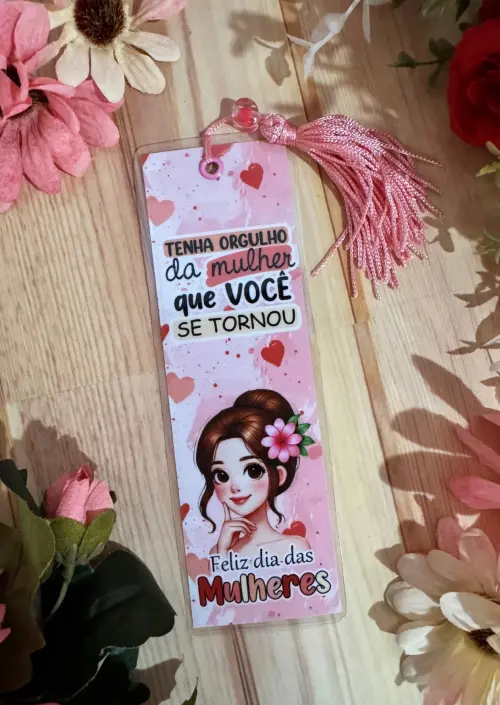 TENHA ORGULHO
da mulher
que VOCÊ
SE TORNOU
Feliz dia das
Mulheres